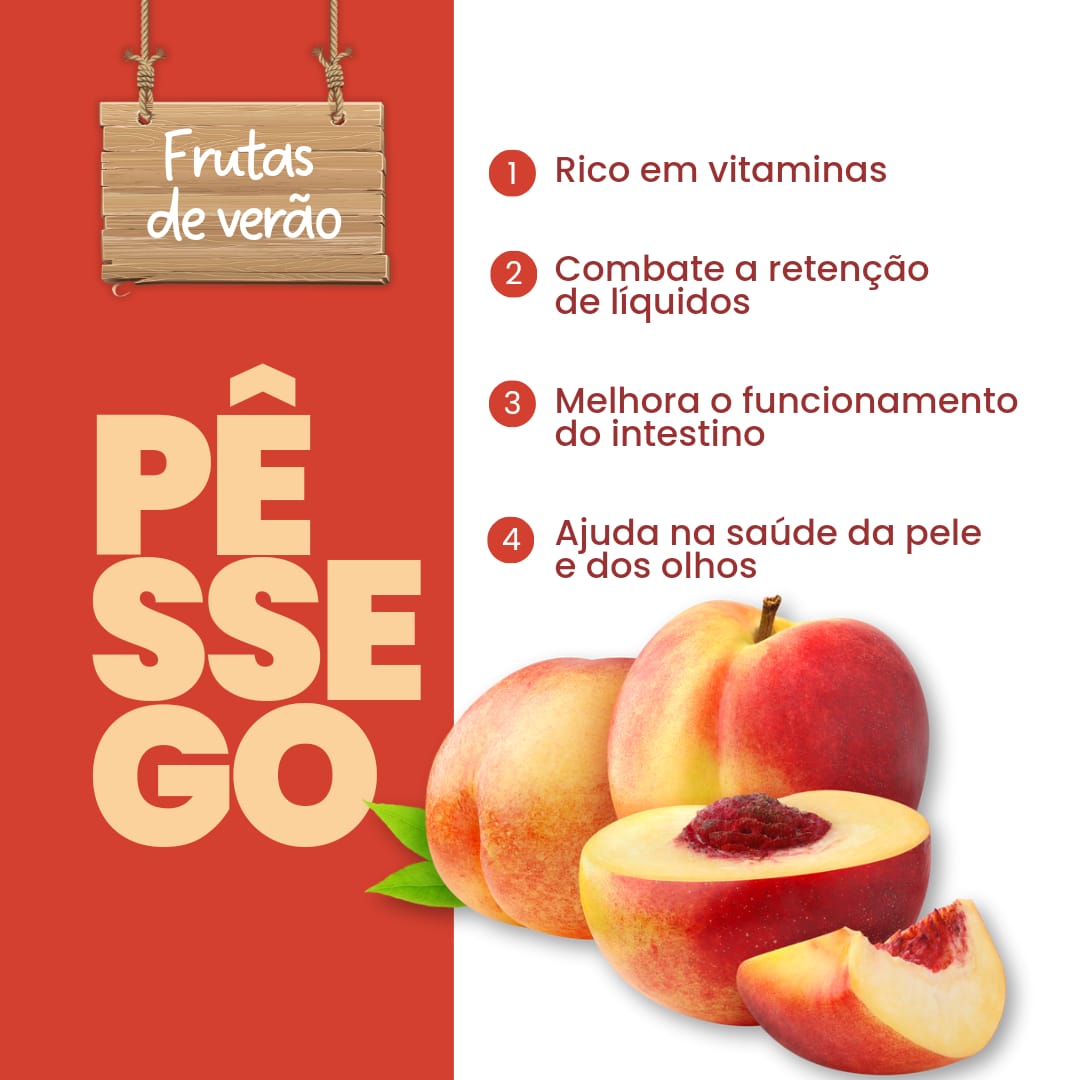 Frutas
de verão
PÊ
SSE
GO
1 Rico em vitaminas
2 Combate a retenção
de líquidos
3 Melhora o funcionamento
do intestino
4 Ajuda na saúde da pele
e dos olhos